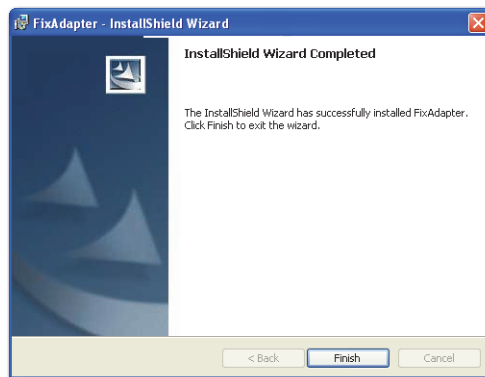 FixAdapter - InstallShield Wizard
InstallShield Wizard Completed
The InstallShield Wizard has successfully installed FixAdapter.
Click Finish to exit the wizard.
< Back
Finish
Cancel